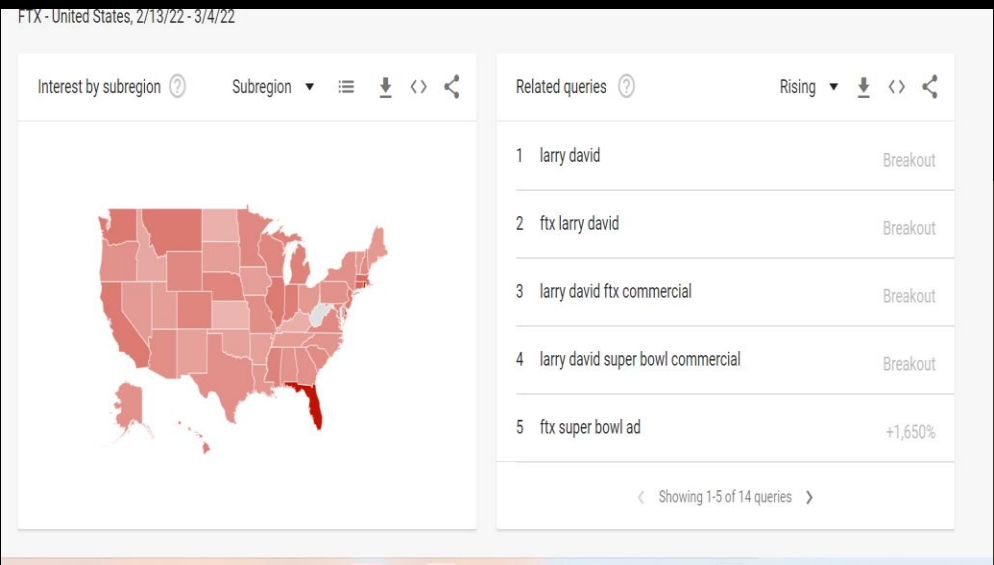 FTX - United States, 2/13/22 - 3/4/22
Interest by subregion
Subregion
Related queries
Rising
1 larry david Breakout
2 ftx larry david Breakout
3 larry david ftx commercial Breakout
4 larry david super bowl commercial Breakout
5 ftx super bowl ad +1,650%
Showing 1-5 of 14 queries